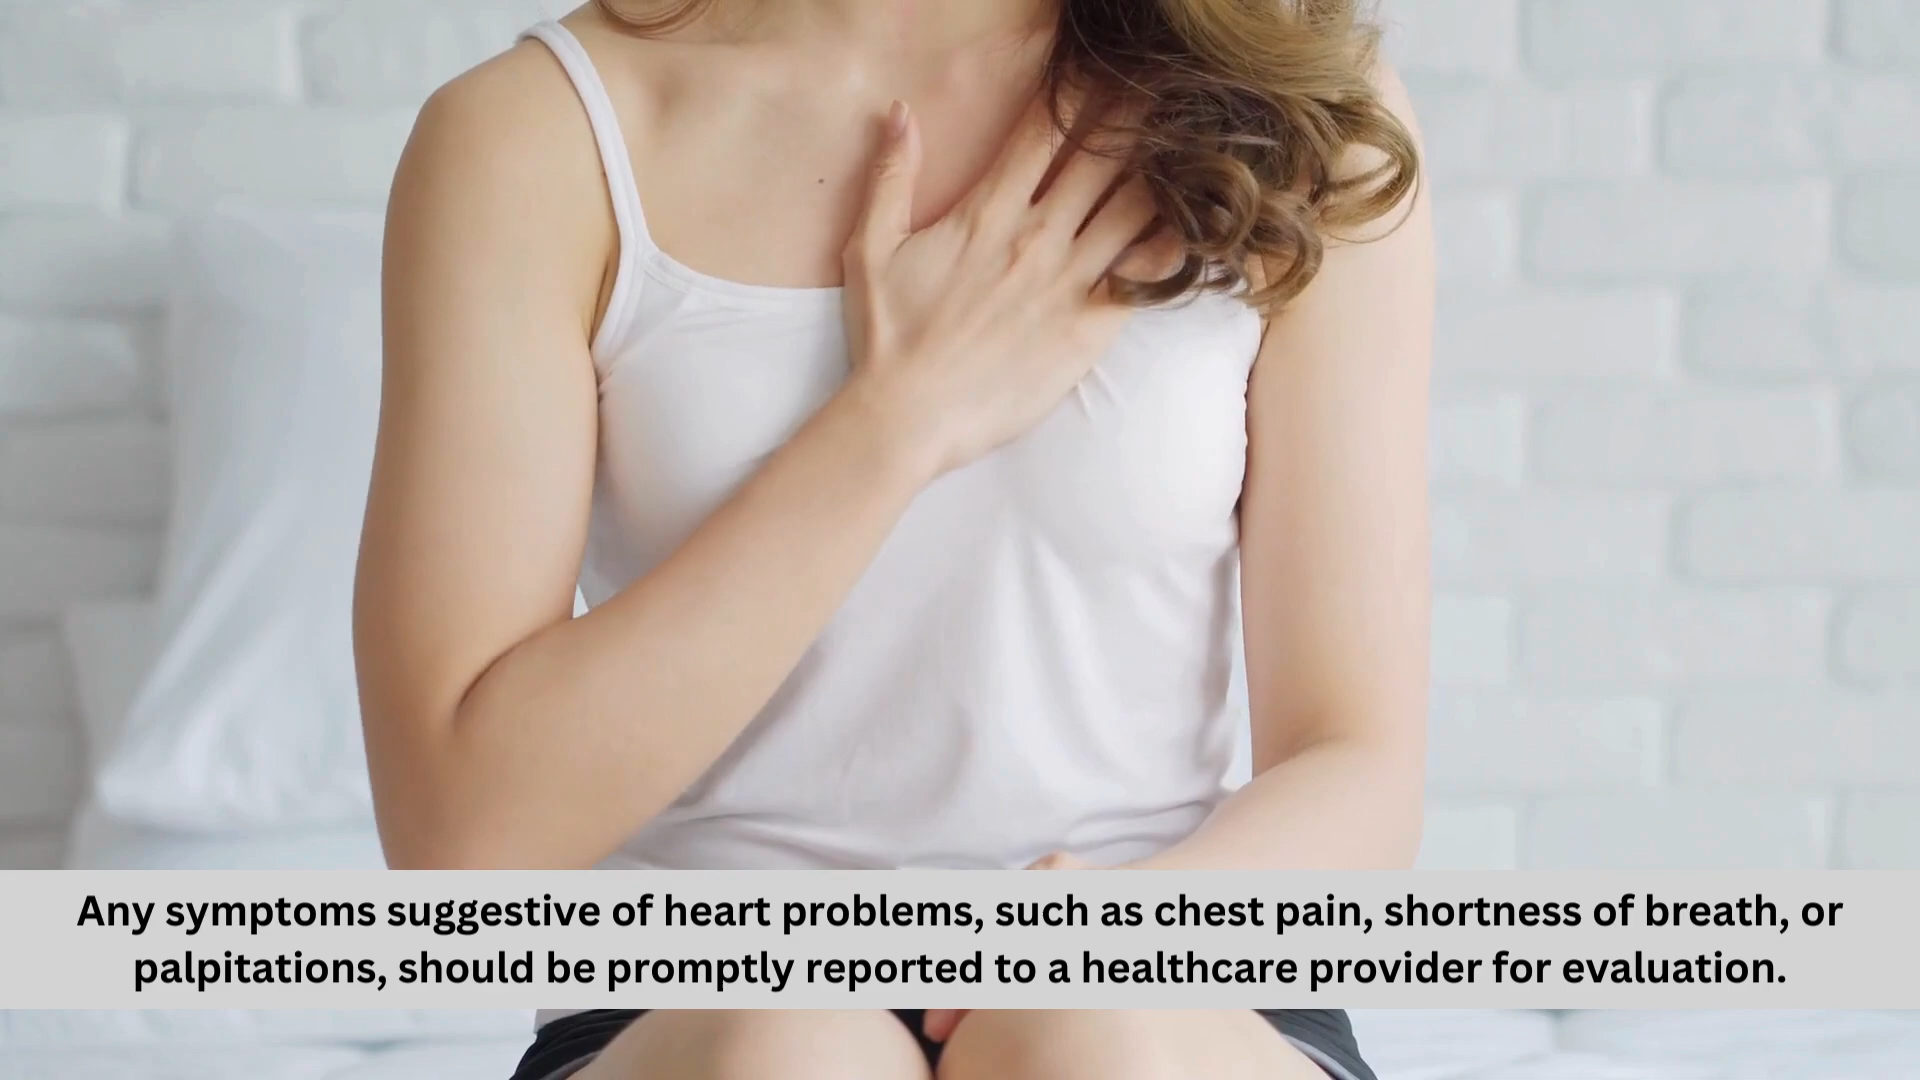 Any symptoms suggestive of heart problems, such as chest pain, shortness of breath, or
palpitations, should be promptly reported to a healthcare provider for evaluation.